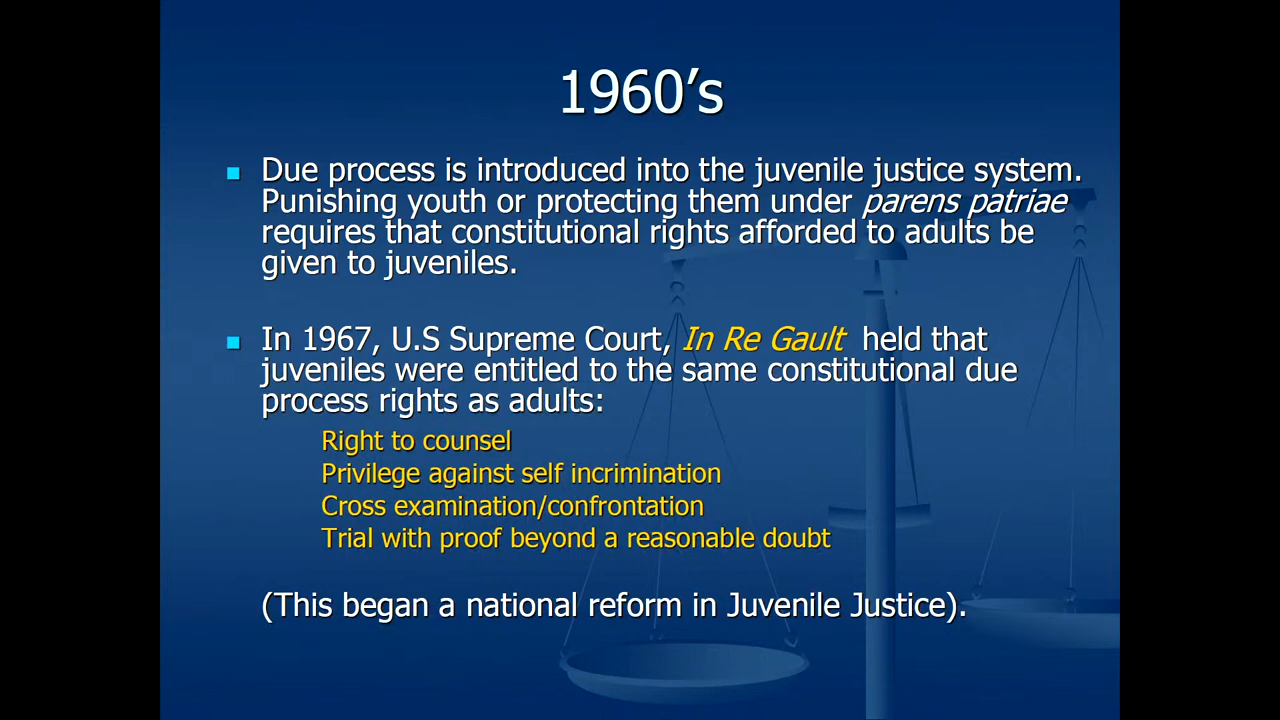 1960’s
Due process is introduced into the juvenile justice system.
Punishing youth or protecting them under parens patriae
requires that constitutional rights afforded to adults be
given to juveniles.
In 1967, U.S Supreme Court, In Re Gault held that
juveniles were entitled to the same constitutional due
process rights as adults:
Right to counsel
Privilege against self incrimination
Cross examination/confrontation
Trial with proof beyond a reasonable doubt
(This began a national reform in Juvenile Justice).